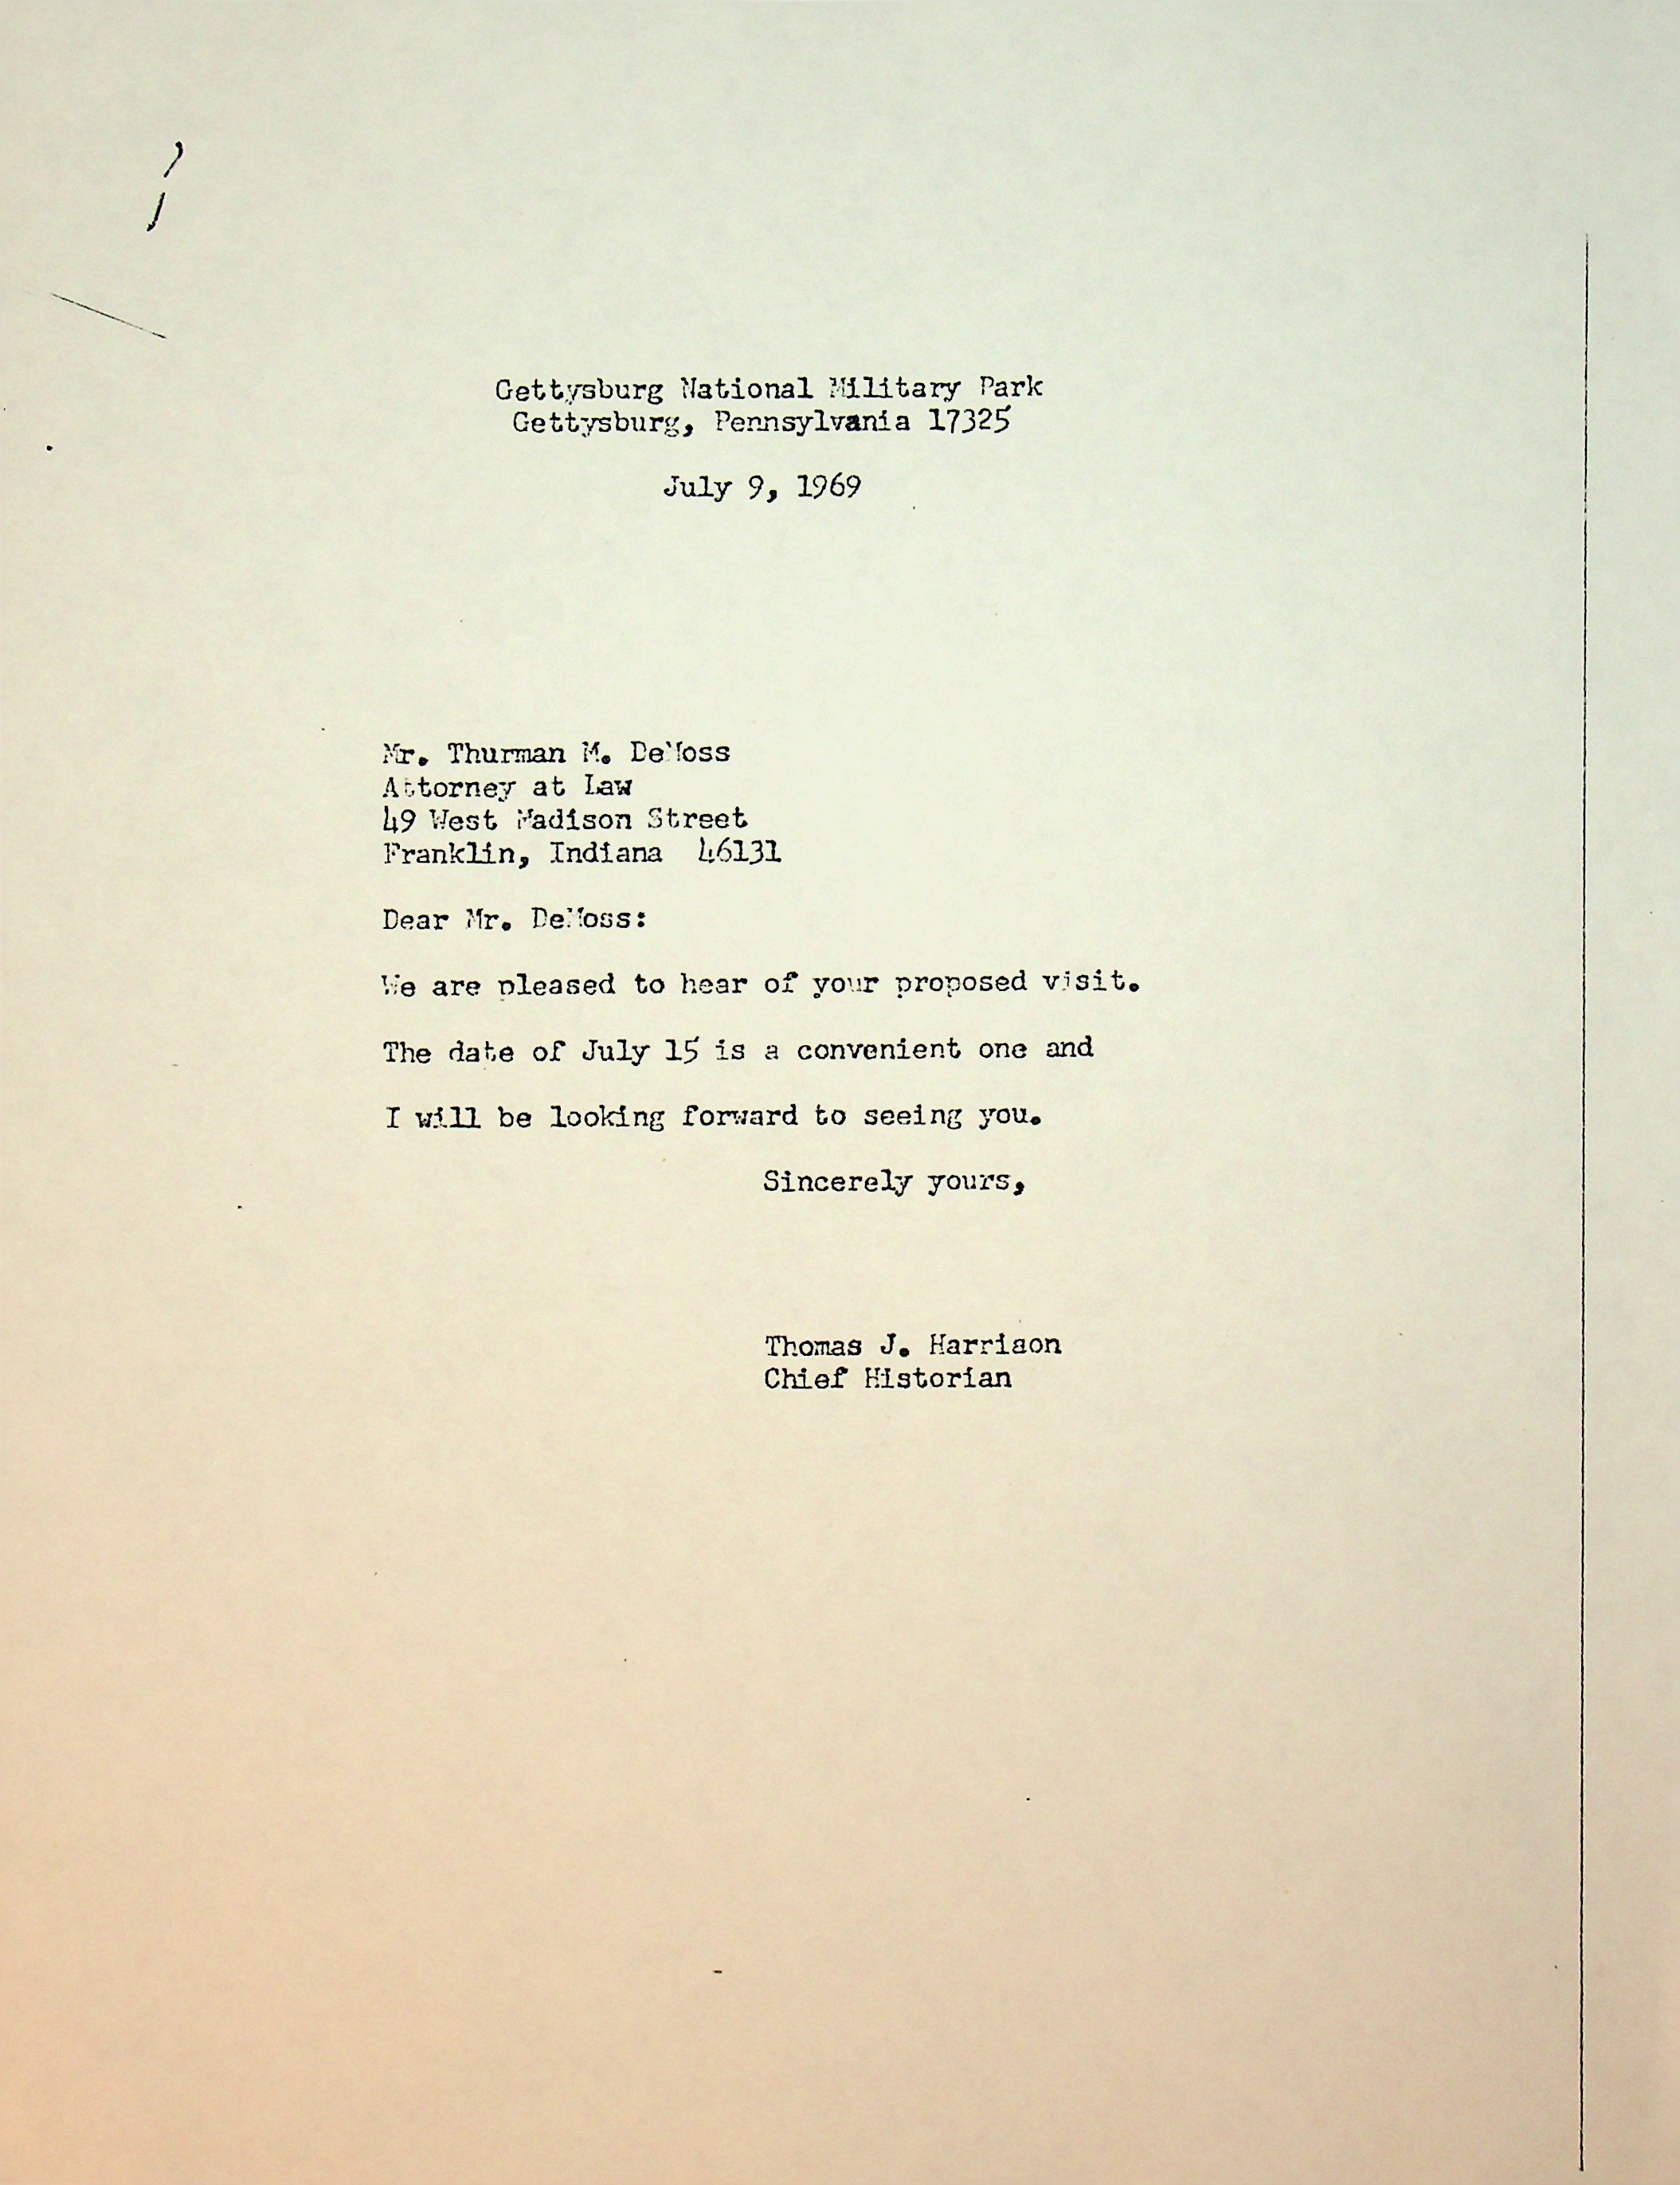 Gettysburg National Military Park
Gettysburg, Pennsylvania 17325
July 9, 1969
Mr. Thurman M. DeMoss
Attorney at Law
49 West Madison Street
Franklin, Indiana 46131
Dear Mr. DeMoss:
We are pleased to hear of your proposed visit.
The date of July 15 is a convenient one and
I will be looking forward to seeing you.
Sincerely yours,
Thomas J. Harrison
Chief Historian